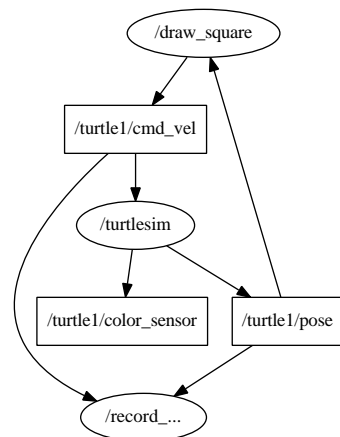 /draw_square
/turtle1/cmd_vel
/turtlesim
/turtle1/color_sensor
/turtle1/pose
/record_...